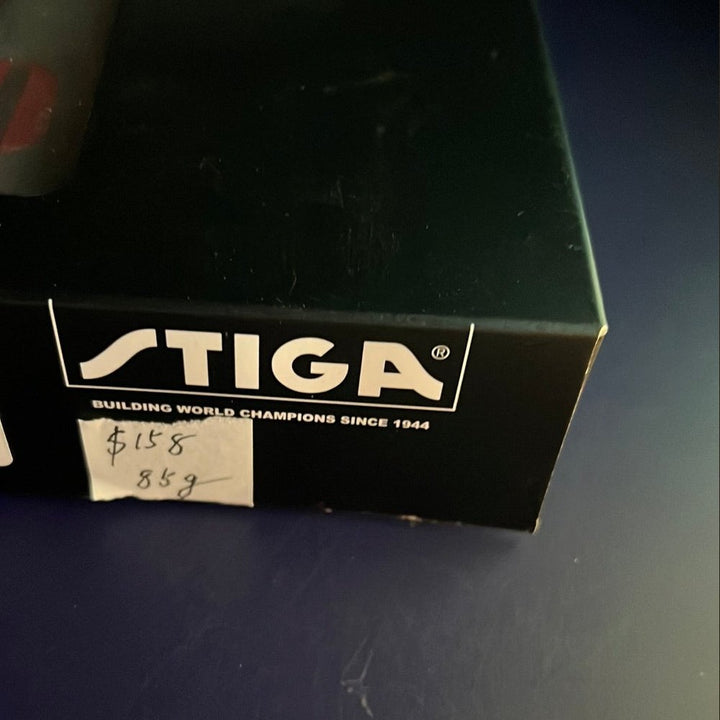 STIGA®
BUILDING WORLD CHAMPIONS SINCE 1944
$158
85g